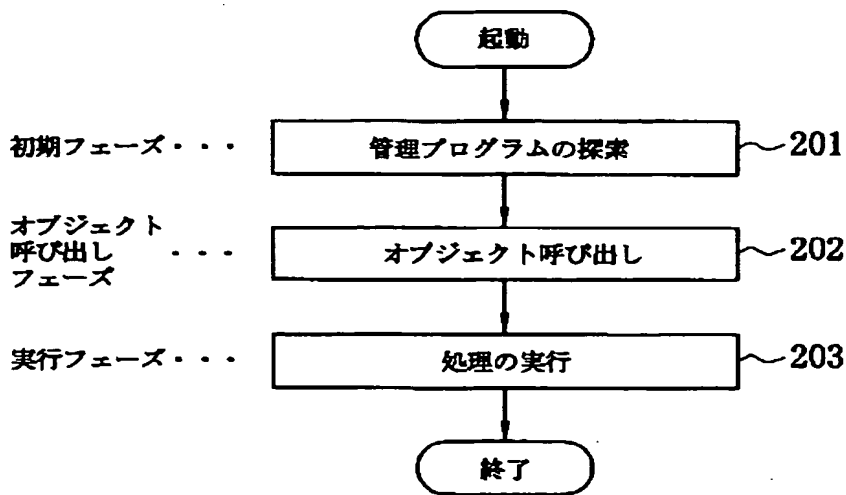 起動
初期フェーズ・・・
管理プログラムの探索
201
オブジェクト
呼び出し ・・・
フェーズ
オブジェクト呼び出し
202
実行フェーズ・・・
処理の実行
203
終了